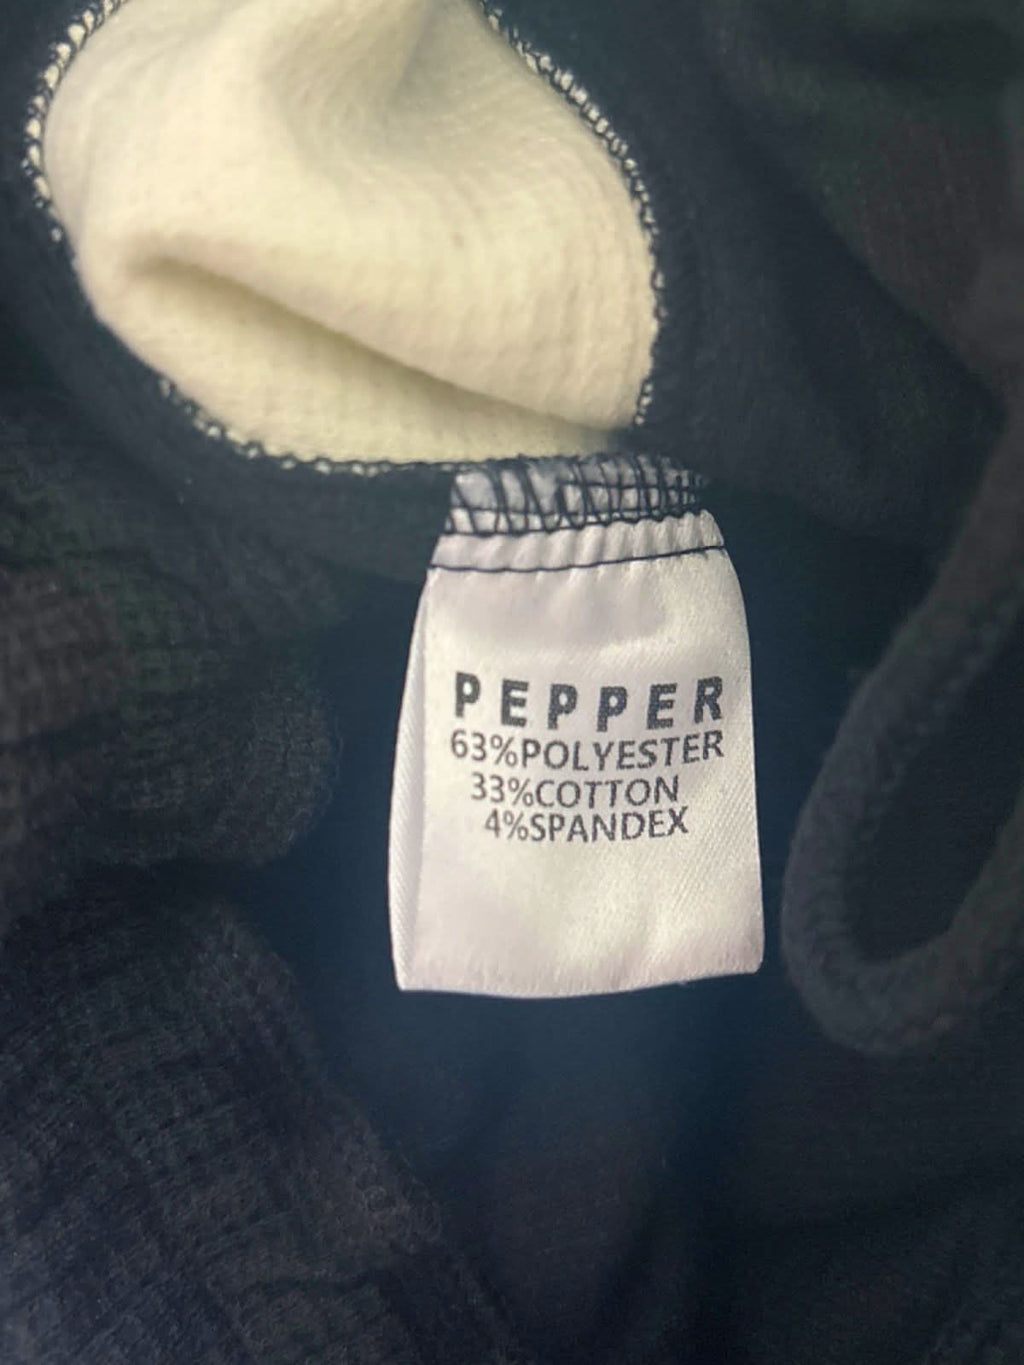 PEPPER
63%POLYESTER
33%COTTON
4%SPANDEX